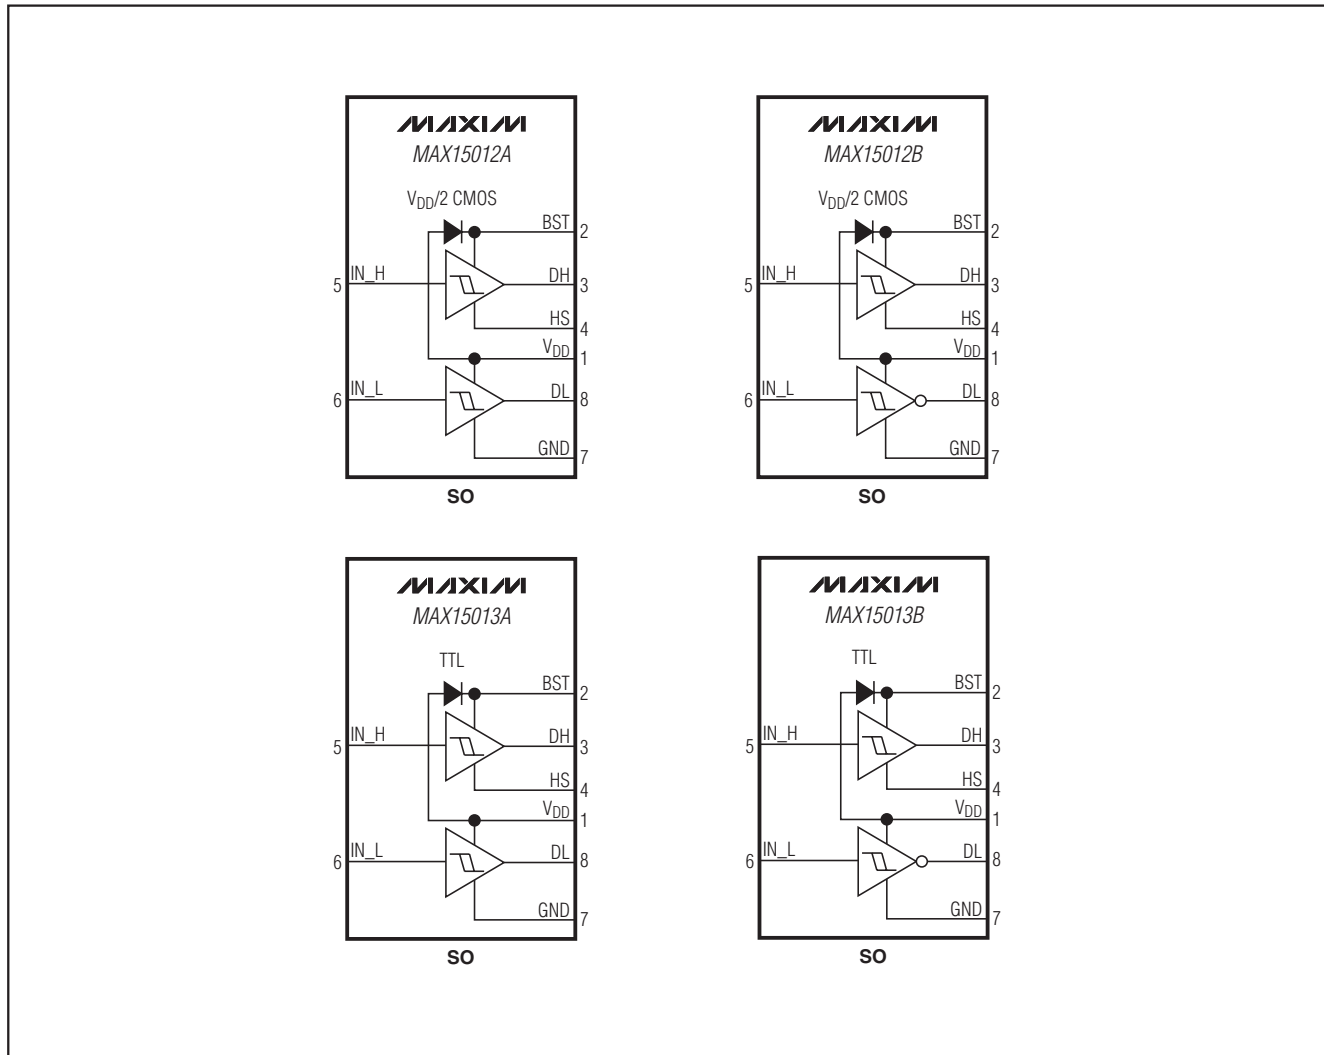 MAXIM
MAX15012A
VDD/2 CMOS
BST 2
5 IN_H DH 3
HS 4
VDD 1
6 IN_L DL 8
GND 7
SO
MAXIM
MAX15012B
VDD/2 CMOS
BST 2
5 IN_H DH 3
HS 4
VDD 1
6 IN_L DL 8
GND 7
SO
MAXIM
MAX15013A
TTL
BST 2
5 IN_H DH 3
HS 4
VDD 1
6 IN_L DL 8
GND 7
SO
MAXIM
MAX15013B
TTL
BST 2
5 IN_H DH 3
HS 4
VDD 1
6 IN_L DL 8
GND 7
SO